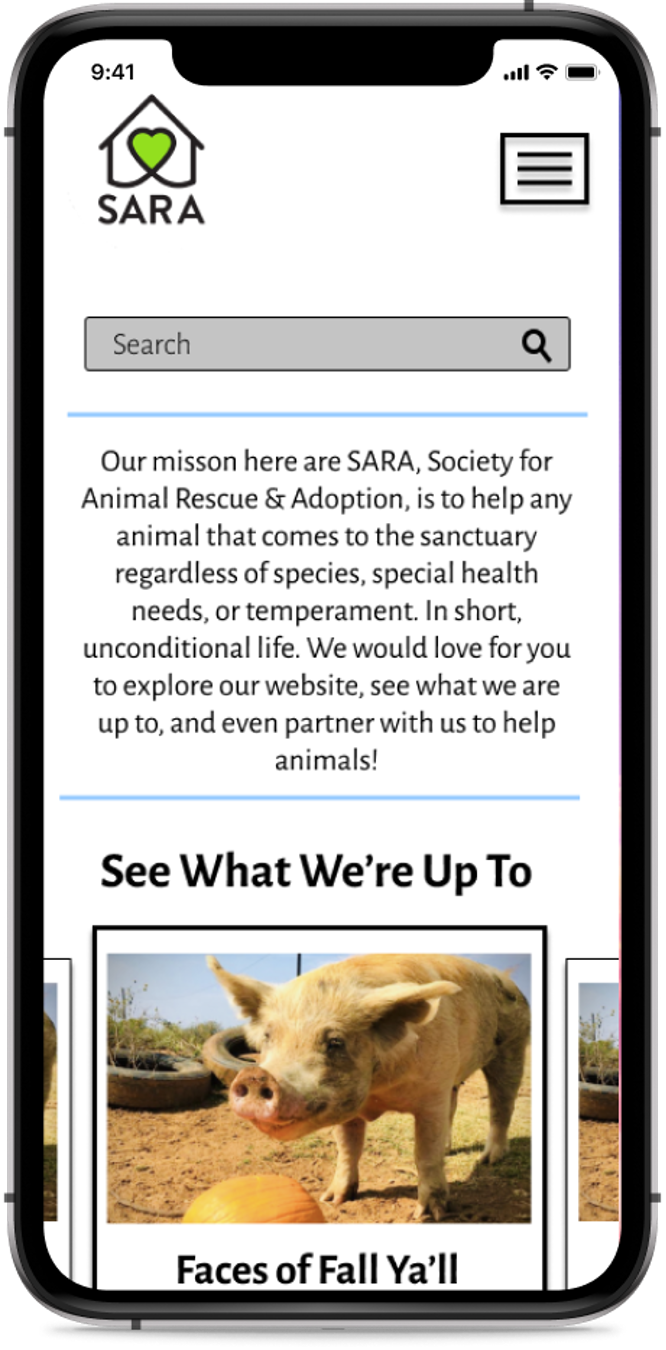 9:41
SARA
Search
Our misson here are SARA, Society for
Animal Rescue & Adoption, is to help any
animal that comes to the sanctuary
regardless of species, special health
needs, or temperament. In short,
unconditional life. We would love for you
to explore our website, see what we are
up to, and even partner with us to help
animals!
See What We’re Up To
Faces of Fall Ya’ll